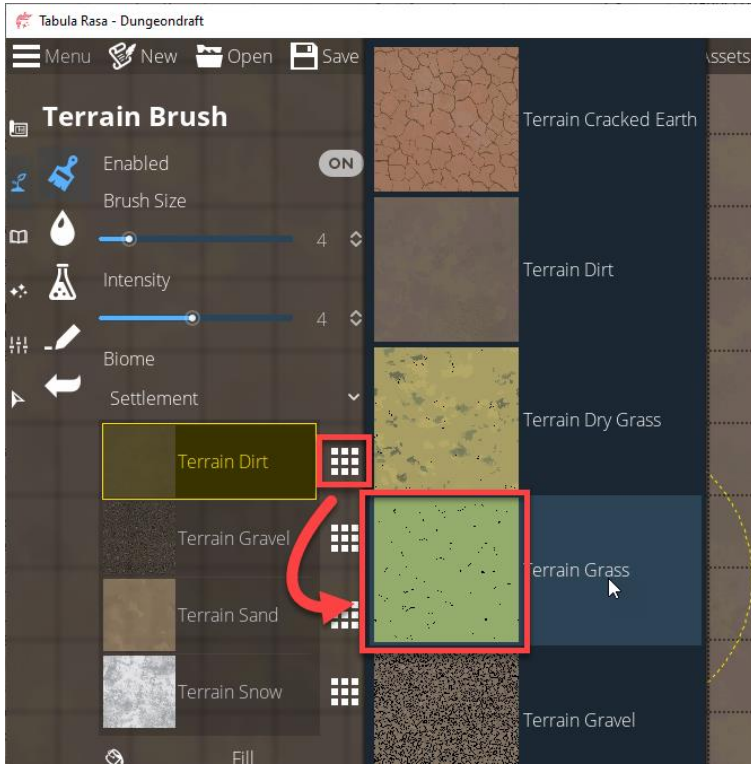 Tabula Rasa - Dungeondraft
Menu New Open Save
Assets
Terrain Brush
Enabled
ON
Brush Size
4
Intensity
4
Biome
Settlement
Terrain Dirt
Terrain Gravel
Terrain Sand
Terrain Snow
Fill
Terrain Cracked Earth
Terrain Dirt
Terrain Dry Grass
Terrain Grass
Terrain Gravel